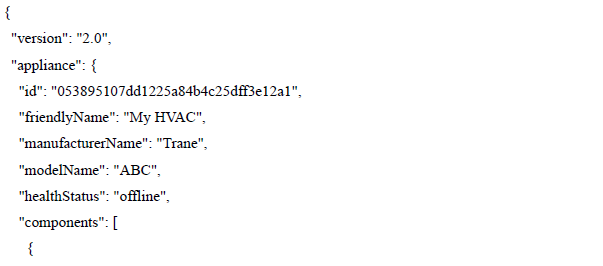 {
"version": "2.0",
"appliance": {
"id": "053895107dd1225a84b4c25dff3e12a1",
"friendlyName": "My HVAC",
"manufacturerName": "Trane",
"modelName": "ABC",
"healthStatus": "offline",
"components": [
{